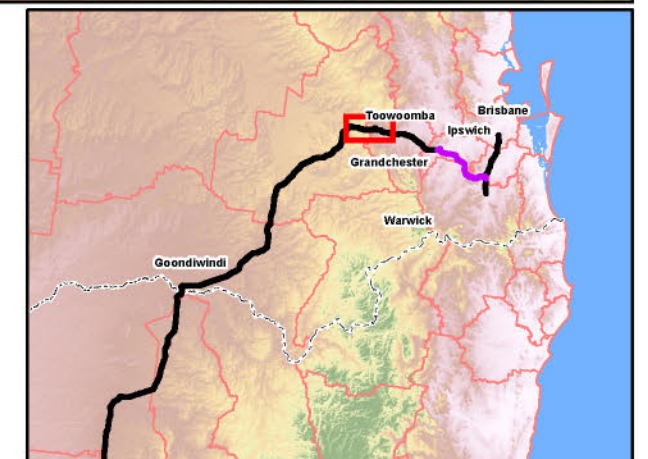 Toowoomba
Brisbane
Ipswich
Grandchester
Warwick
Goondiwindi